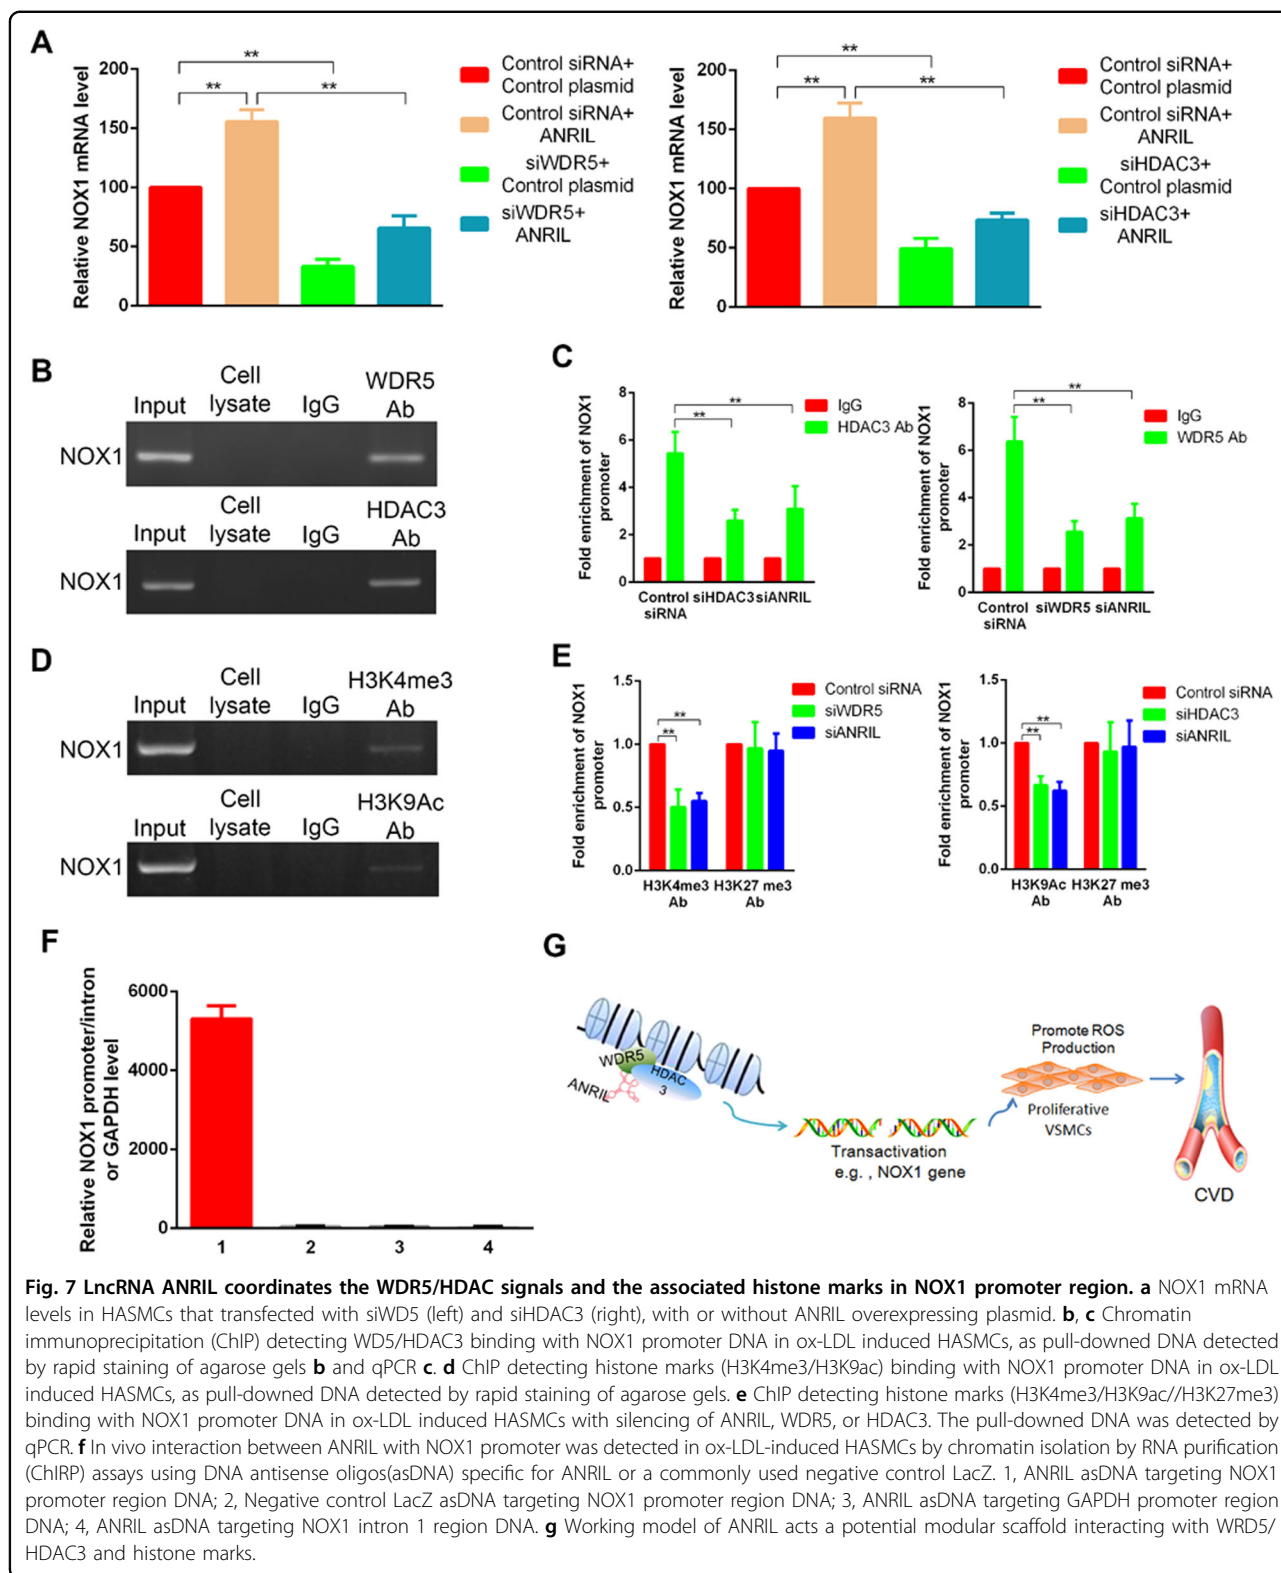 A
Relative NOX1 mRNA level
200
150
100
50
0
**
**
**
Control siRNA+
Control plasmid
Control siRNA+
ANRIL
siWDR5+
Control plasmid
siWDR5+
ANRIL
Relative NOX1 mRNA level
200
150
100
50
0
**
**
**
Control siRNA+
Control plasmid
Control siRNA+
ANRIL
siHDAC3+
Control plasmid
siHDAC3+
ANRIL
B
Input
Cell
lysate
IgG
WDR5
Ab
NOX1
Input
Cell
lysate
IgG
HDAC3
Ab
NOX1
C
Fold enrichment of NOX1
promoter
8
6
4
2
0
**
**
IgG
HDAC3 Ab
Control
siRNA
siHDAC3
siANRIL
Fold enrichment of NOX1
promoter
8
6
4
2
0
**
**
IgG
WDR5 Ab
Control
siRNA
siWDR5
siANRIL
D
Input
Cell
lysate
IgG
H3K4me3
Ab
NOX1
Input
Cell
lysate
IgG
H3K9Ac
Ab
NOX1
E
Fold enrichment of NOX1
promoter
1.5
1.0
0.5
0.0
**
**
Control siRNA
siWDR5
siANRIL
H3K4me3
Ab
H3K27 me3
Ab
Fold enrichment of NOX1
promoter
1.5
1.0
0.5
0.0
**
**
Control siRNA
siHDAC3
siANRIL
H3K9Ac
Ab
H3K27 me3
Ab
F
Relative NOX1 promoter/intron
or GAPDH level
6000
4000
2000
0
1
2
3
4
G
WDR5
HDAC
3
ANRIL
Transactivation
e.g. , NOX1 gene
Promote ROS
Production
Proliferative
VSMCs
CVD
Fig. 7 LncRNA ANRIL coordinates the WDR5/HDAC signals and the associated histone marks in NOX1 promoter region. a NOX1 mRNA
levels in HASMCs that transfected with siWD5 (left) and siHDAC3 (right), with or without ANRIL overexpressing plasmid. b, c Chromatin
immunoprecipitation (ChIP) detecting WD5/HDAC3 binding with NOX1 promoter DNA in ox-LDL induced HASMCs, as pull-downed DNA detected
by rapid staining of agarose gels b and qPCR c. d ChIP detecting histone marks (H3K4me3/H3K9ac) binding with NOX1 promoter DNA in ox-LDL
induced HASMCs, as pull-downed DNA detected by rapid staining of agarose gels. e ChIP detecting histone marks (H3K4me3/H3K9ac//H3K27me3)
binding with NOX1 promoter DNA in ox-LDL induced HASMCs with silencing of ANRIL, WDR5, or HDAC3. The pull-downed DNA was detected by
qPCR. f In vivo interaction between ANRIL with NOX1 promoter was detected in ox-LDL-induced HASMCs by chromatin isolation by RNA purification
(ChIRP) assays using DNA antisense oligos(asDNA) specific for ANRIL or a commonly used negative control LacZ. 1, ANRIL asDNA targeting NOX1
promoter region DNA; 2, Negative control LacZ asDNA targeting NOX1 promoter region DNA; 3, ANRIL asDNA targeting GAPDH promoter region
DNA; 4, ANRIL asDNA targeting NOX1 intron 1 region DNA. g Working model of ANRIL acts a potential modular scaffold interacting with WRD5/
HDAC3 and histone marks.